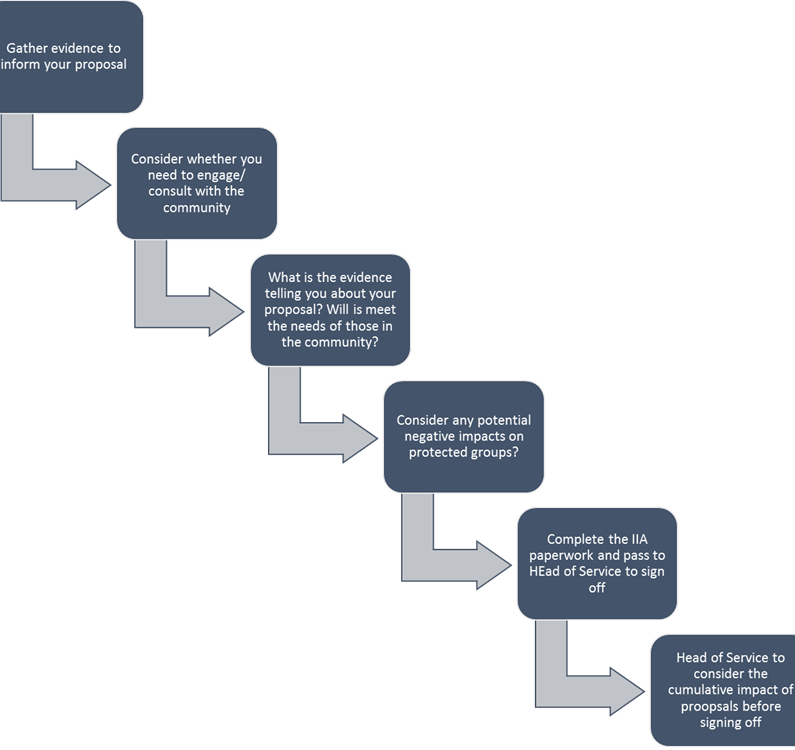 Gather evidence to
inform your proposal
Consider whether you
need to engage/
consult with the
community
What is the evidence
telling you about your
proposal? Will is meet
the needs of those in
the community?
Consider any potential
negative impacts on
protected groups?
Complete the IIA
paperwork and pass to
HEad of Service to sign
off
Head of Service to
consider the
cumulative impact of
proopsals before
signing off